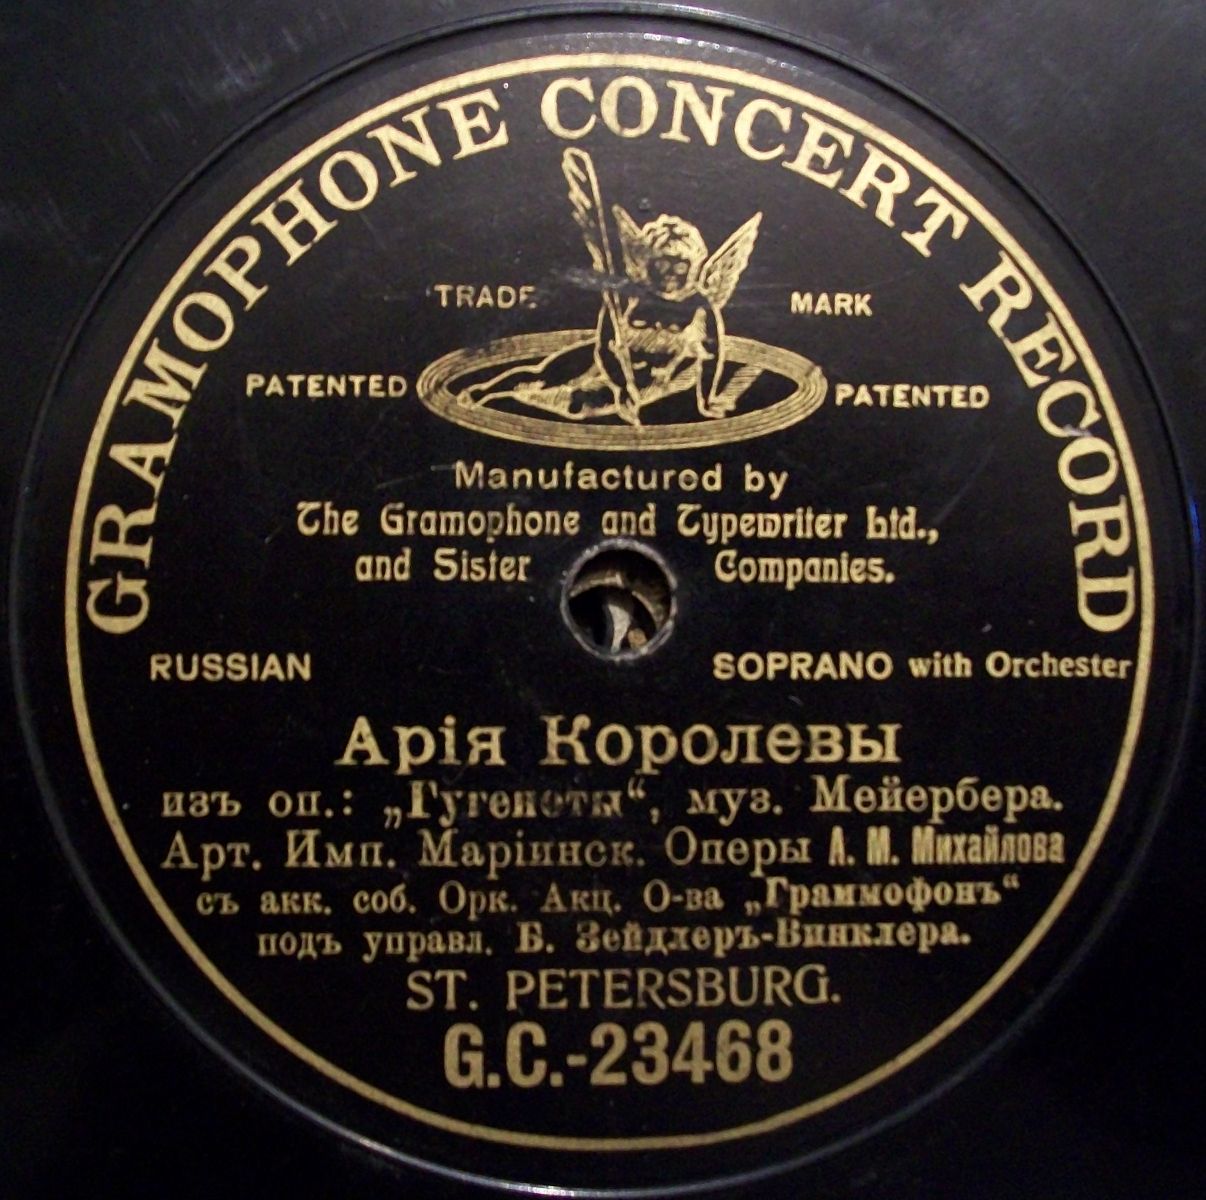 GRAMOPHONE CONCERT RECORD
TRADE MARK
PATENTED PATENTED
Manufactured by
The Gramophone and Typewriter Ltd.,
and Sister Companies.
RUSSIAN SOPRANO with Orchester
Арія Королевы
изъ оп.: „Гугеноты“, муз. Мейербера.
Арт. Имп. Маріинск. Оперы А. М. Михайлова
съ акк. соб. Орк. Акц. О-ва „Граммофонъ“
подъ управл. Б. Зейдлеръ-Винклера.
ST. PETERSBURG.
G.C.-23468